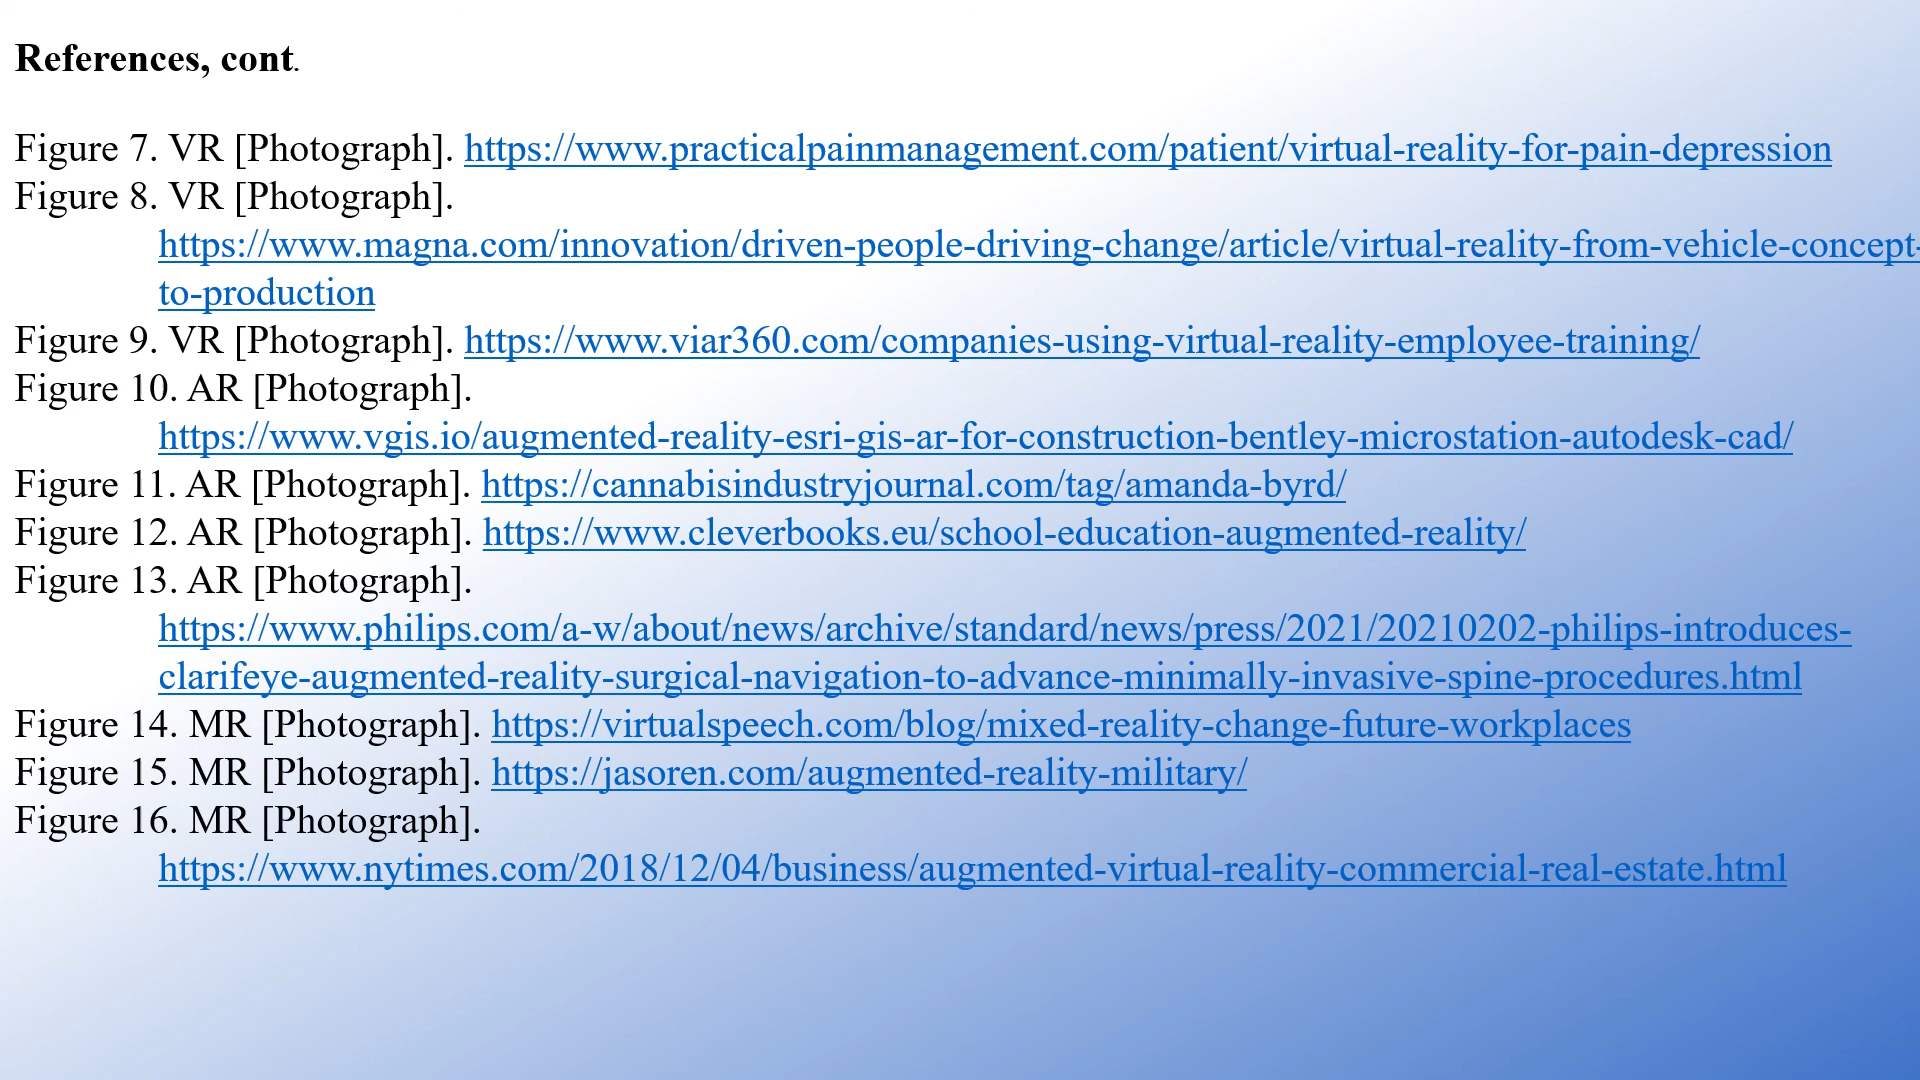 References, cont.
Figure 7. VR [Photograph]. https://www.practicalpainmanagement.com/patient/virtual-reality-for-pain-depression
Figure 8. VR [Photograph].
https://www.magna.com/innovation/driven-people-driving-change/article/virtual-reality-from-vehicle-concept-
to-production
Figure 9. VR [Photograph]. https://www.viar360.com/companies-using-virtual-reality-employee-training/
Figure 10. AR [Photograph].
https://www.vgis.io/augmented-reality-esri-gis-ar-for-construction-bentley-microstation-autodesk-cad/
Figure 11. AR [Photograph]. https://cannabisindustryjournal.com/tag/amanda-byrd/
Figure 12. AR [Photograph]. https://www.cleverbooks.eu/school-education-augmented-reality/
Figure 13. AR [Photograph].
https://www.philips.com/a-w/about/news/archive/standard/news/press/2021/20210202-philips-introduces-
clarifeye-augmented-reality-surgical-navigation-to-advance-minimally-invasive-spine-procedures.html
Figure 14. MR [Photograph]. https://virtualspeech.com/blog/mixed-reality-change-future-workplaces
Figure 15. MR [Photograph]. https://jasoren.com/augmented-reality-military/
Figure 16. MR [Photograph].
https://www.nytimes.com/2018/12/04/business/augmented-virtual-reality-commercial-real-estate.html